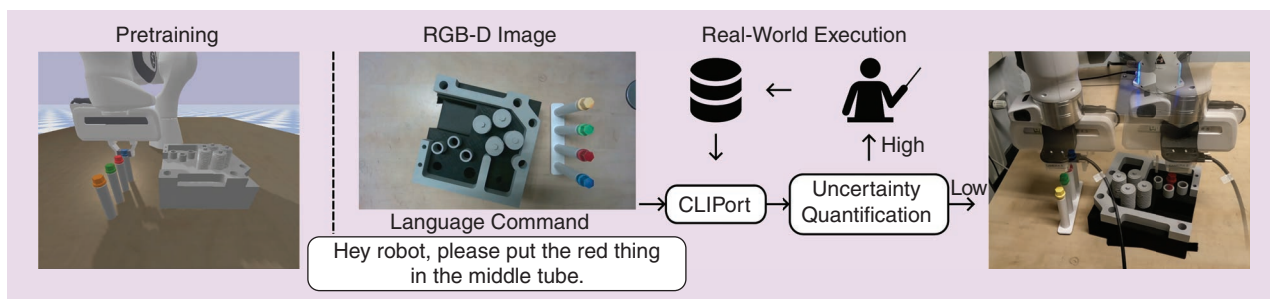 Pretraining
RGB-D Image
Real-World Execution
High
CLIPort
Uncertainty
Quantification
Low
Language Command
Hey robot, please put the red thing
in the middle tube.